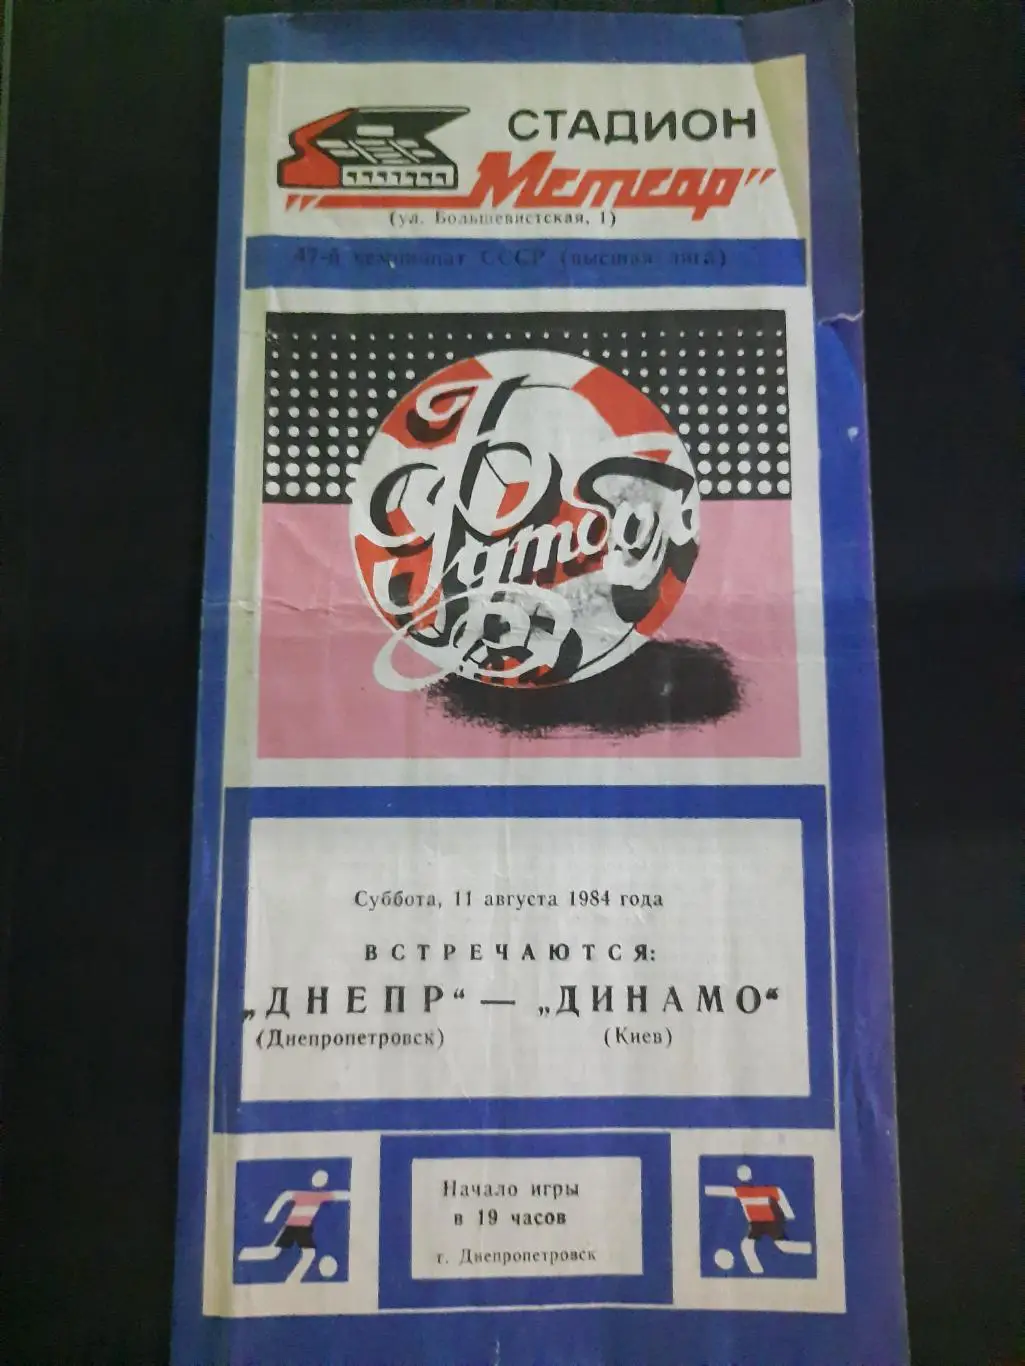 СТАДИОН
„Метеор"
(ул. Большевистская, 1)
47-й чемпионат СССР (высшая лига)
Футбол
Суббота, 11 августа 1984 года
ВСТРЕЧАЮТСЯ:
„ДНЕПР“ — „ДИНАМО“
(Днепропетровск) (Киев)
Начало игры
в 19 часов
г. Днепропетровск